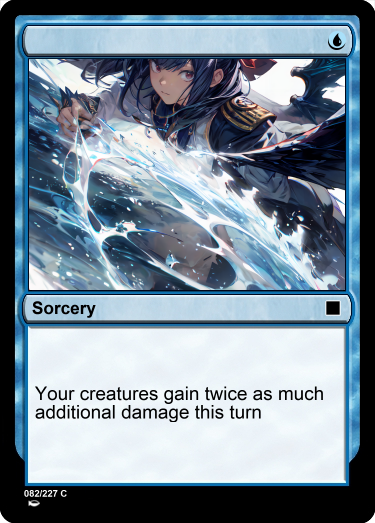 Sorcery
Your creatures gain twice as much
additional damage this turn
082/227 C